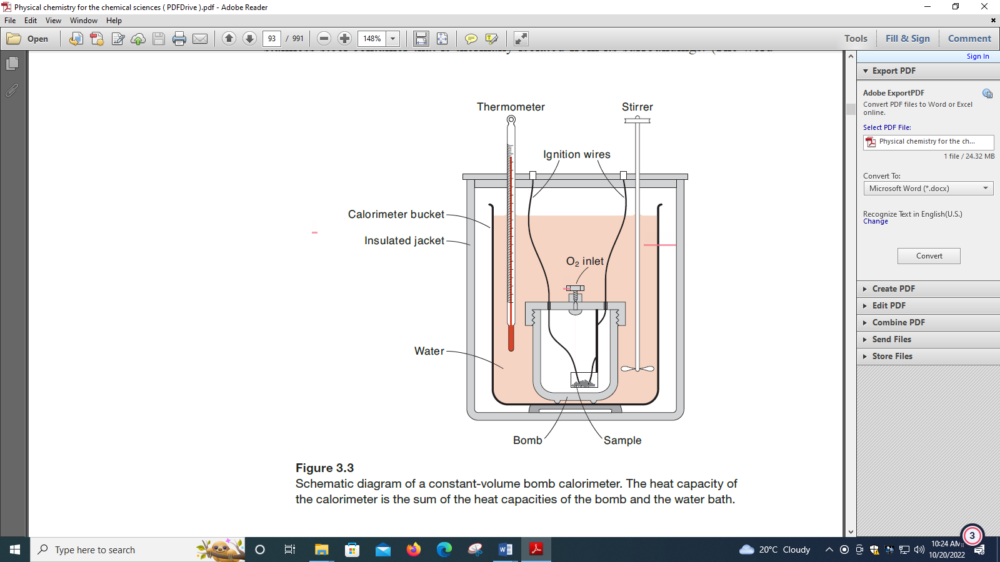 Physical chemistry for the chemical sciences ( PDFDrive ).pdf - Adobe Reader
File Edit View Window Help
Open 93 / 991 148% Tools Fill & Sign Comment
Sign In
Export PDF
Adobe ExportPDF
Convert PDF files to Word or Excel
online.
Select PDF File:
Physical chemistry for the ch...
1 file / 24.32 MB
Convert To:
Microsoft Word (*.docx)
Recognize Text in English(U.S.)
Change
Convert
Create PDF
Edit PDF
Combine PDF
Send Files
Store Files
Thermometer
Stirrer
Ignition wires
Calorimeter bucket
Insulated jacket
O₂ inlet
Water
Bomb
Sample
Figure 3.3
Schematic diagram of a constant-volume bomb calorimeter. The heat capacity of
the calorimeter is the sum of the heat capacities of the bomb and the water bath.
Type here to search
20°C Cloudy
10:24 AM
10/20/2022
3